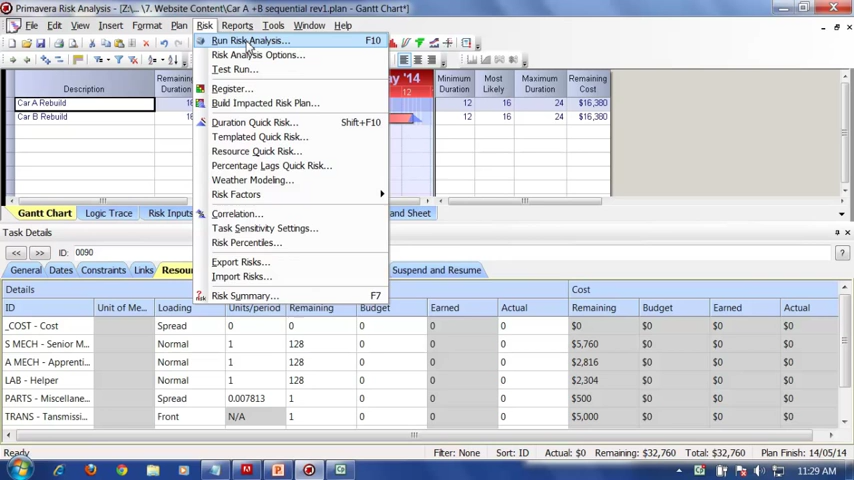 Primavera Risk Analysis - [Z:\ ...\7. Website Content\Car A +B sequential rev1.plan - Gantt Chart*]
File Edit View Insert Format Plan Risk Reports Tools Window Help
Run Risk Analysis... F10
Risk Analysis Options...
Test Run...
Register...
Build Impacted Risk Plan...
Duration Quick Risk... Shift+F10
Templated Quick Risk...
Resource Quick Risk...
Percentage Lags Quick Risk...
Weather Modeling...
Risk Factors
Correlation...
Task Sensitivity Settings...
Risk Percentiles...
Export Risks...
Import Risks...
Risk Summary... F7
Description Remaining Duration '14 Minimum Duration Most Likely Maximum Duration Remaining Cost
12
Car A Rebuild 16 12 16 24 $16,380
Car B Rebuild 16 12 16 24 $16,380
Gantt Chart Logic Trace Risk Inputs and Sheet
Task Details
<< >> ID: 0090 ?
General Dates Constraints Links Suspend and Resume
Details Cost
ID Unit of Me... Loading Units/period Remaining Budget Earned Actual Remaining Budget Earned Actual
_COST - Cost Spread 0 0 0 0 0 $0 $0 $0 $0
S MECH - Senior M Normal 1 128 0 0 0 $5,760 $0 $0 $0
A MECH - Apprenti Normal 1 128 0 0 0 $2,816 $0 $0 $0
LAB - Helper Normal 1 128 0 0 0 $2,304 $0 $0 $0
PARTS - Miscellane Spread 0.007813 1 0 0 0 $500 $0 $0 $0
TRANS - Tansmissi Front N/A 1 0 0 0 $5,000 $0 $0 $0
Ready Filter: None Sort: ID Actual: $0 Remaining: $32,760 Total: $32,760 Plan Finish: 14/05/14
11:29 AM